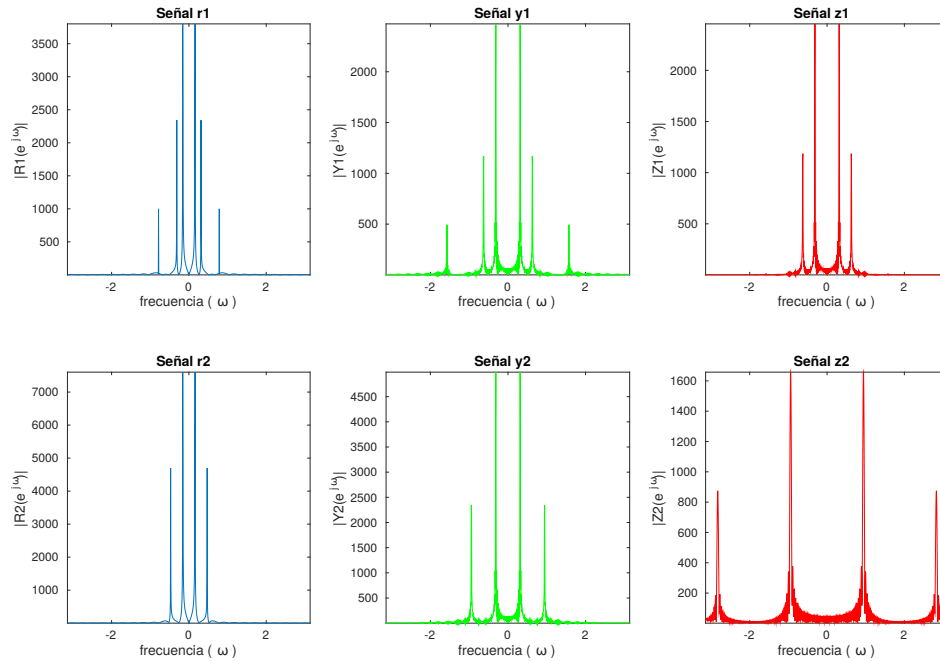 Señal r1
3500
3000
2500
2000
1500
1000
500
-2 0 2
|R1(e^{jω})|
frecuencia ( ω )
Señal y1
2000
1500
1000
500
-2 0 2
|Y1(e^{jω})|
frecuencia ( ω )
Señal z1
2000
1500
1000
500
-2 0 2
|Z1(e^{jω})|
frecuencia ( ω )
Señal r2
7000
6000
5000
4000
3000
2000
1000
-2 0 2
|R2(e^{jω})|
frecuencia ( ω )
Señal y2
4500
4000
3500
3000
2500
2000
1500
1000
500
-2 0 2
|Y2(e^{jω})|
frecuencia ( ω )
Señal z2
1600
1400
1200
1000
800
600
400
200
-2 0 2
|Z2(e^{jω})|
frecuencia ( ω )